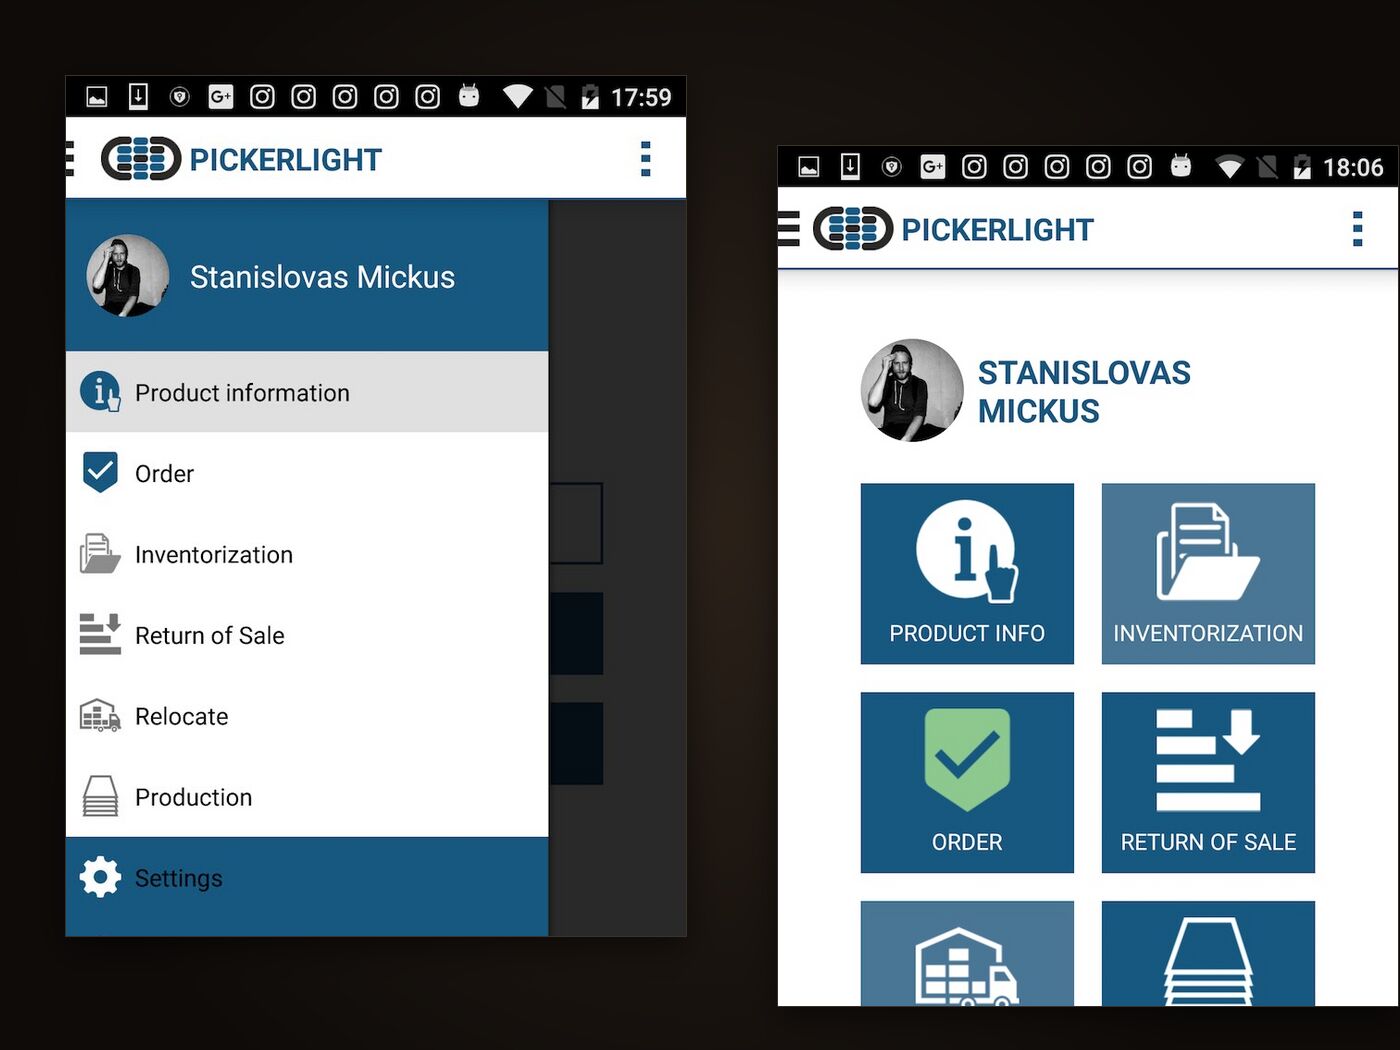 G+ 17:59
PICKERLIGHT
Stanislovas Mickus
Product information
Order
Inventorization
Return of Sale
Relocate
Production
Settings
G+ 18:06
PICKERLIGHT
STANISLOVAS
MICKUS
PRODUCT INFO
INVENTORIZATION
ORDER
RETURN OF SALE